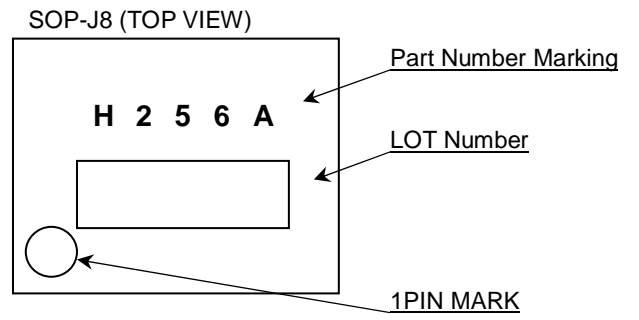 SOP-J8 (TOP VIEW)
Part Number Marking
H 2 5 6 A
LOT Number
1PIN MARK